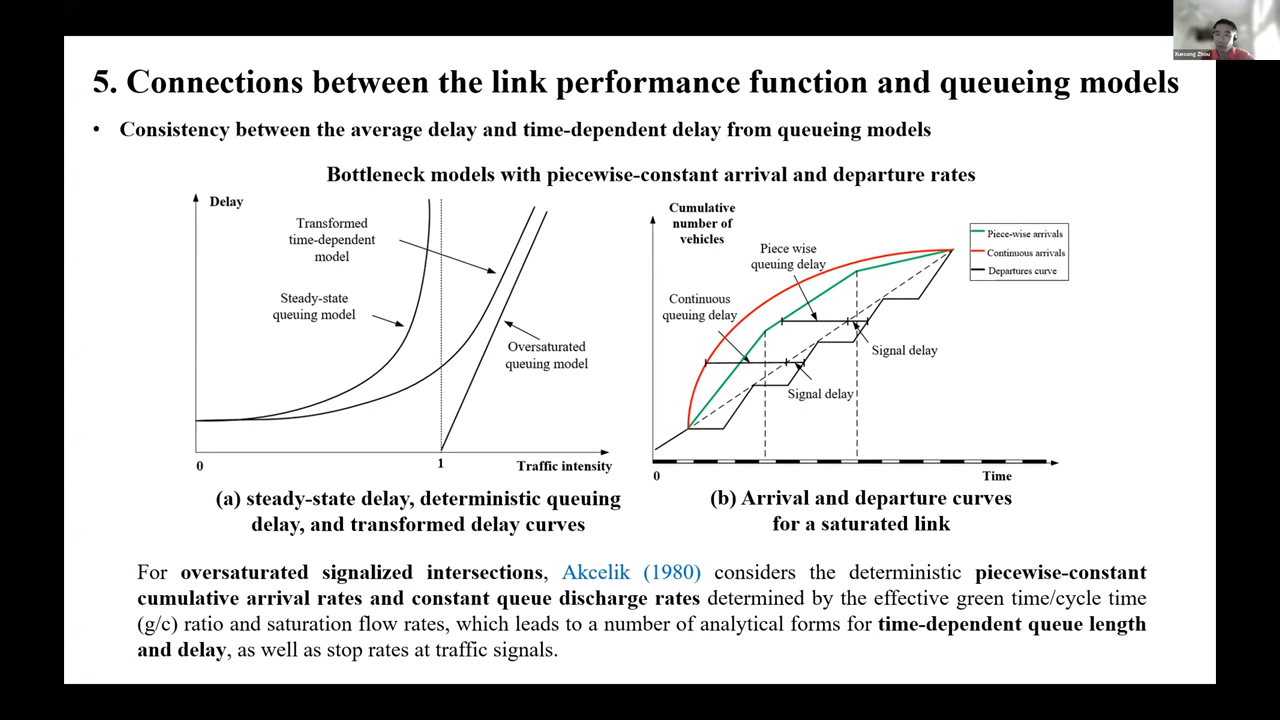 Xuesong Zhou
5. Connections between the link performance function and queueing models
• Consistency between the average delay and time-dependent delay from queueing models
Bottleneck models with piecewise-constant arrival and departure rates
Delay
Transformed
time-dependent
model
Steady-state
queuing model
Oversaturated
queuing model
0
1
Traffic intensity
(a) steady-state delay, deterministic queuing
delay, and transformed delay curves
Cumulative
number of
vehicles
Piece wise
queuing delay
Continuous
queuing delay
Signal delay
Signal delay
Piece-wise arrivals
Continuous arrivals
Departures curve
0
Time
(b) Arrival and departure curves
for a saturated link
For oversaturated signalized intersections, Akcelik (1980) considers the deterministic piecewise-constant
cumulative arrival rates and constant queue discharge rates determined by the effective green time/cycle time
(g/c) ratio and saturation flow rates, which leads to a number of analytical forms for time-dependent queue length
and delay, as well as stop rates at traffic signals.